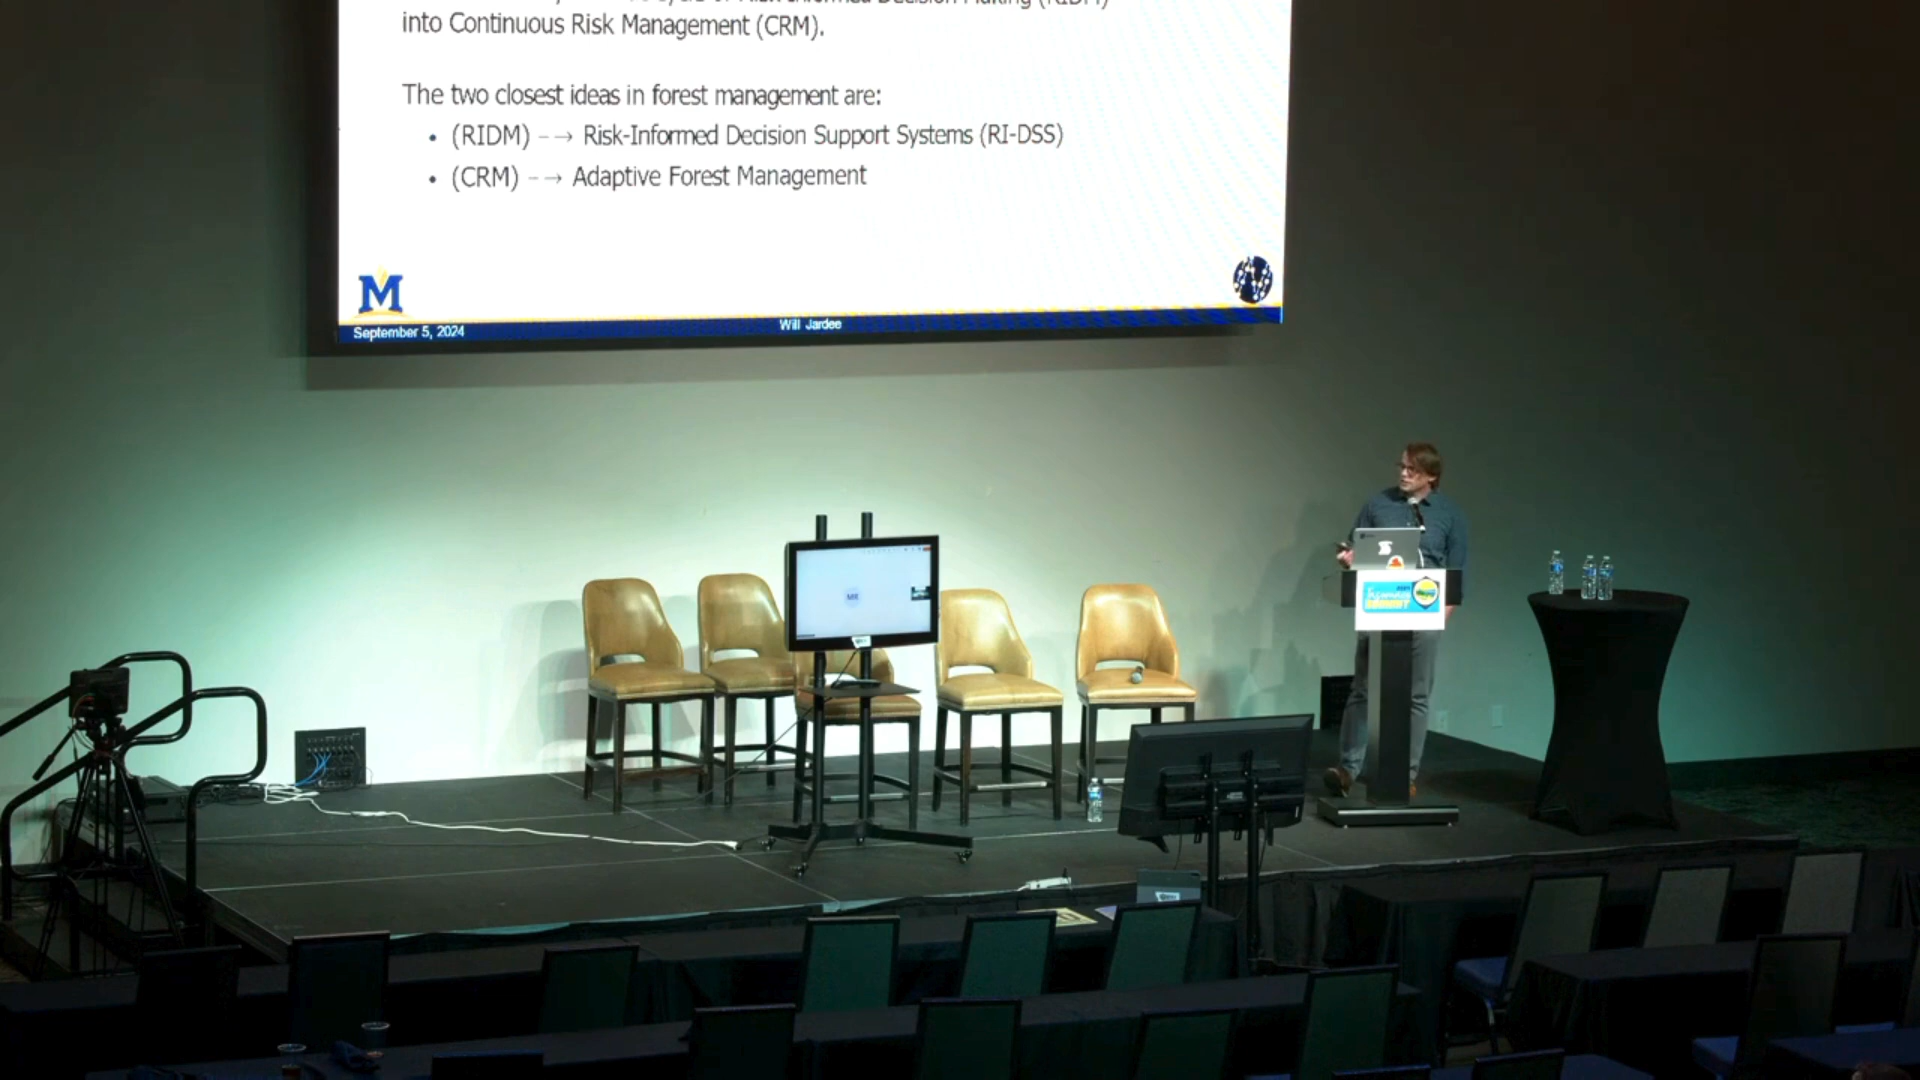 into Continuous Risk Management (CRM).
The two closest ideas in forest management are:
• (RIDM) --→ Risk-Informed Decision Support Systems (RI-DSS)
• (CRM) --→ Adaptive Forest Management
M
September 5, 2024
Will Jardee